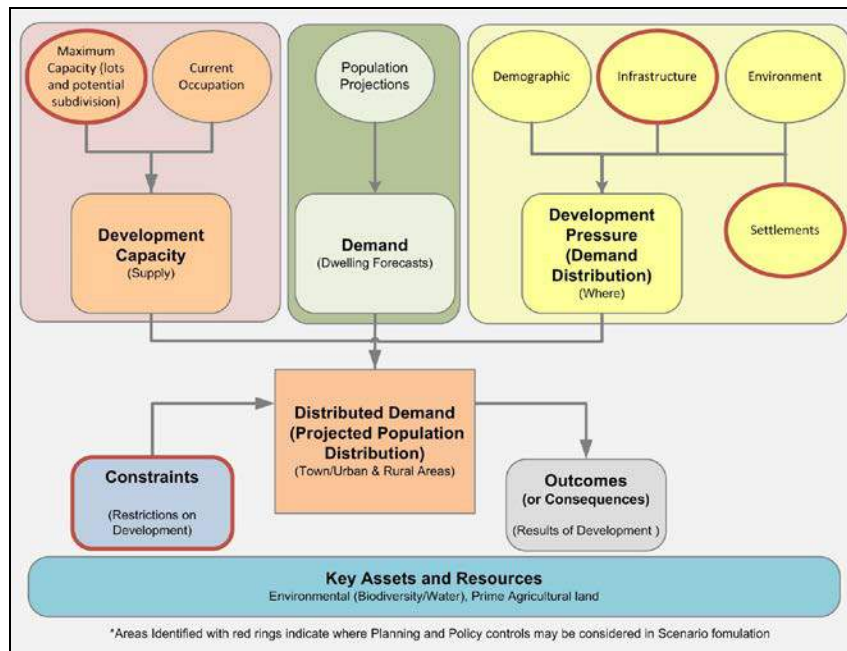 Maximum
Capacity (lots
and potential
subdivision)
Current
Occupation
Population
Projections
Demographic
Infrastructure
Environment
Development
Capacity
(Supply)
Demand
(Dwelling Forecasts)
Development
Pressure
(Demand
Distribution)
(Where)
Settlements
Distributed Demand
(Projected Population
Distribution)
(Town/Urban & Rural Areas)
Constraints
(Restrictions on
Development)
Outcomes
(or Consequences)
(Results of Development )
Key Assets and Resources
Environmental (Biodiversity/Water), Prime Agricultural land
*Areas Identified with red rings indicate where Planning and Policy controls may be considered in Scenario fomulation